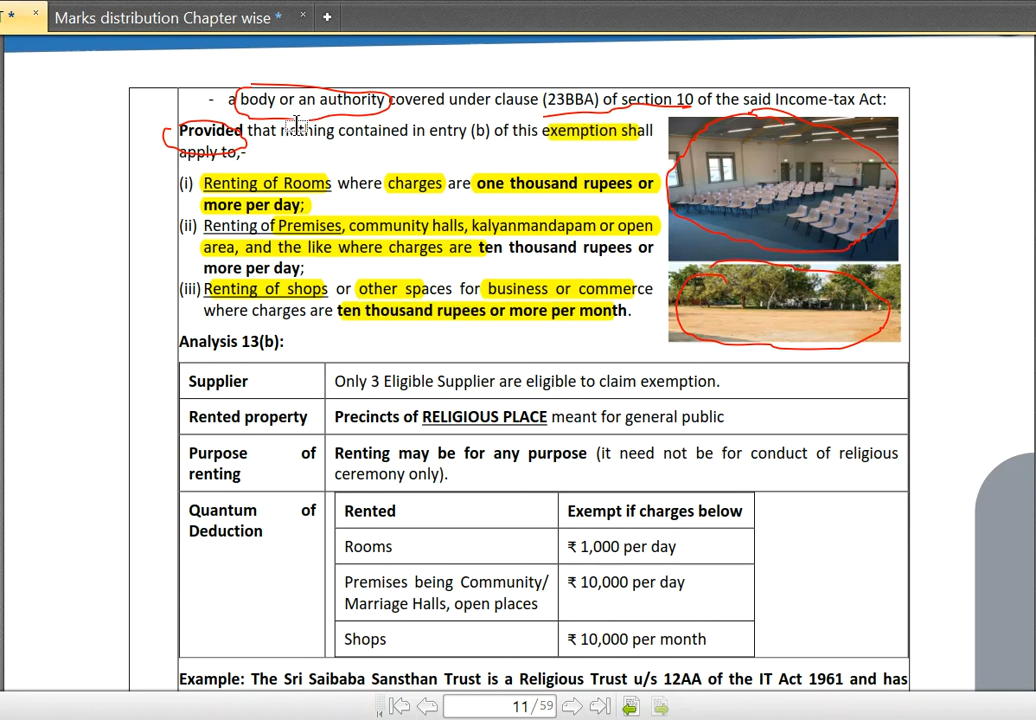 T *
Marks distribution Chapter wise *
- a body or an authority covered under clause (23BBA) of section 10 of the said Income-tax Act:
Provided that nothing contained in entry (b) of this exemption shall
apply to,-
(i) Renting of Rooms where charges are one thousand rupees or
more per day;
(ii) Renting of Premises, community halls, kalyanmandapam or open
area, and the like where charges are ten thousand rupees or
more per day;
(iii) Renting of shops or other spaces for business or commerce
where charges are ten thousand rupees or more per month.
Analysis 13(b):
Supplier Only 3 Eligible Supplier are eligible to claim exemption.
Rented property Precincts of RELIGIOUS PLACE meant for general public
Purpose of Renting may be for any purpose (it need not be for conduct of religious
renting ceremony only).
Quantum of Rented Exempt if charges below
Deduction
Rooms ₹ 1,000 per day
Premises being Community/ ₹ 10,000 per day
Marriage Halls, open places
Shops ₹ 10,000 per month
Example: The Sri Saibaba Sansthan Trust is a Religious Trust u/s 12AA of the IT Act 1961 and has
11 / 59